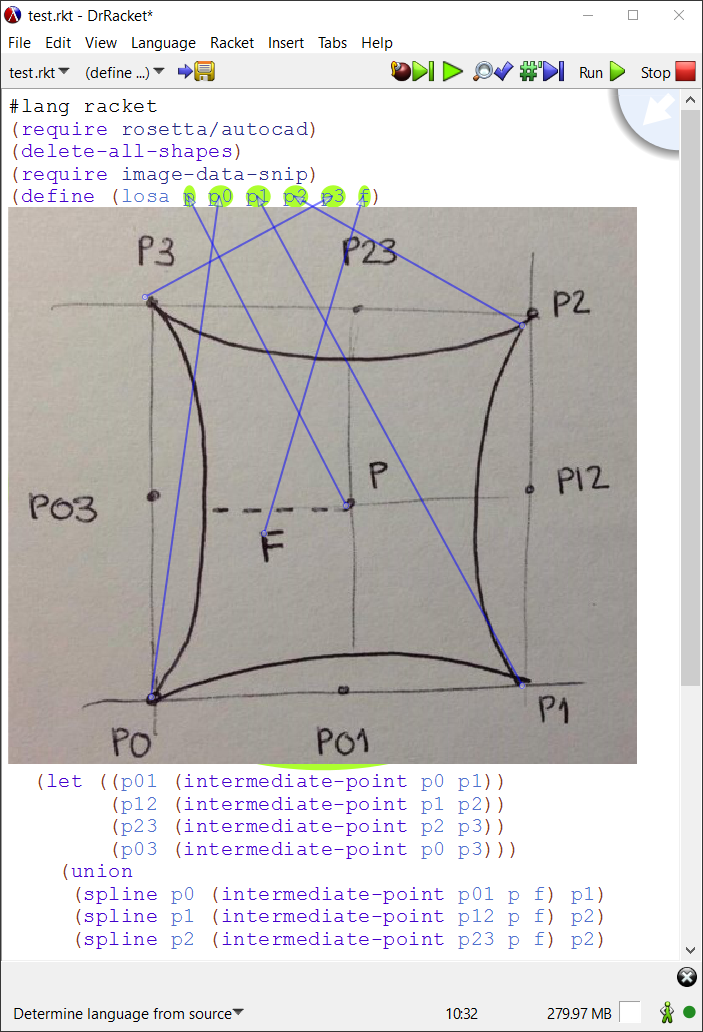 test.rkt - DrRacket*
File Edit View Language Racket Insert Tabs Help
test.rkt (define ...) Run Stop
#lang racket
(require rosetta/autocad)
(delete-all-shapes)
(require image-data-snip)
(define (losa p p0 p1 p2 p3 f)
P3 P23
P2
P
P03 P12
F
P1
P0 P01
(let ((p01 (intermediate-point p0 p1))
(p12 (intermediate-point p1 p2))
(p23 (intermediate-point p2 p3))
(p03 (intermediate-point p0 p3)))
(union
(spline p0 (intermediate-point p01 p f) p1)
(spline p1 (intermediate-point p12 p f) p2)
(spline p2 (intermediate-point p23 p f) p2)
Determine language from source 10:32 279.97 MB